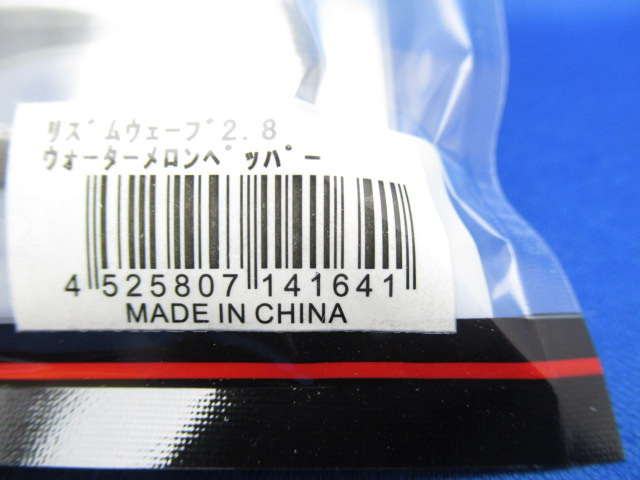 ﾘｽﾞﾑｳｪｰﾌﾞ2.8
ｳｫｰﾀｰﾒﾛﾝﾍﾟｯﾊﾟｰ
4 525807 141641
MADE IN CHINA